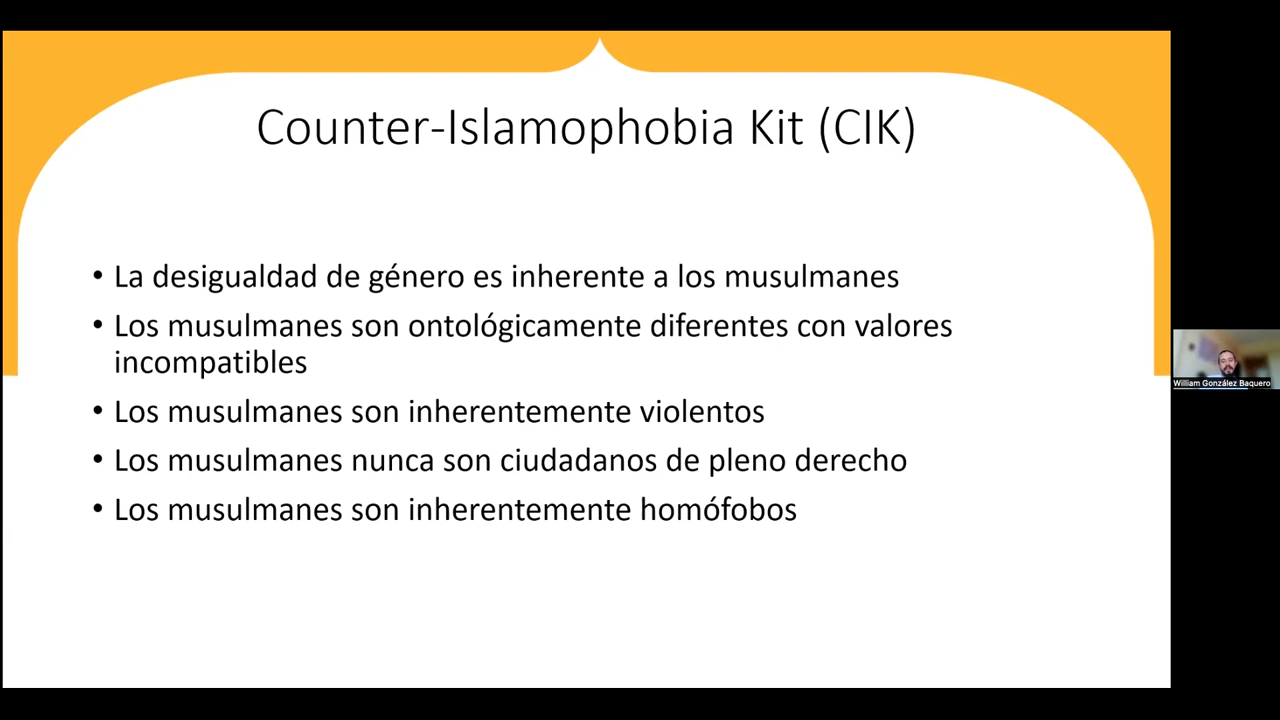 Counter-Islamophobia Kit (CIK)
• La desigualdad de género es inherente a los musulmanes
• Los musulmanes son ontológicamente diferentes con valores
incompatibles
• Los musulmanes son inherentemente violentos
• Los musulmanes nunca son ciudadanos de pleno derecho
• Los musulmanes son inherentemente homófobos
William González Baquero